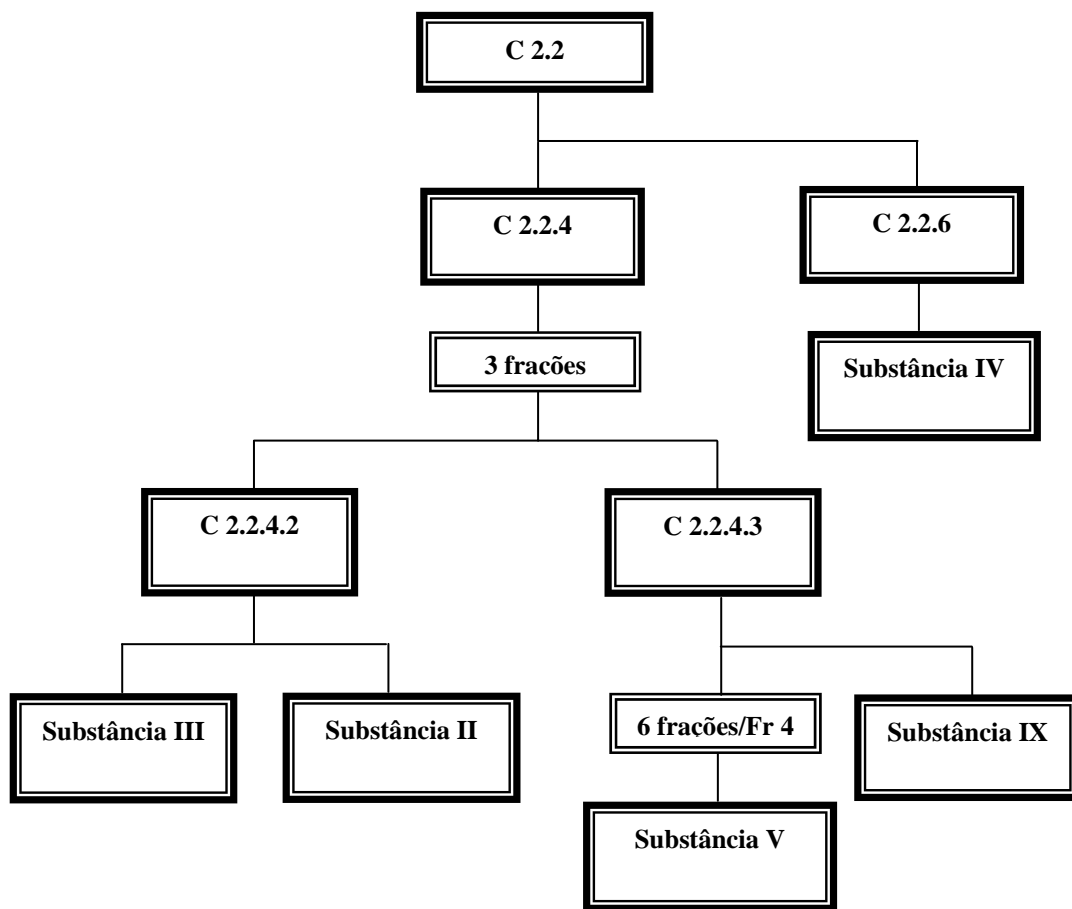 C 2.2
C 2.2.4
C 2.2.6
3 fracões
Substância IV
C 2.2.4.2
C 2.2.4.3
Substância III
Substância II
6 frações/Fr 4
Substância IX
Substância V